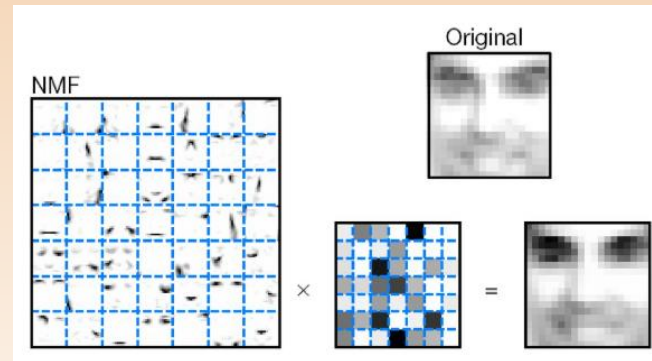 Original
NMF
× =